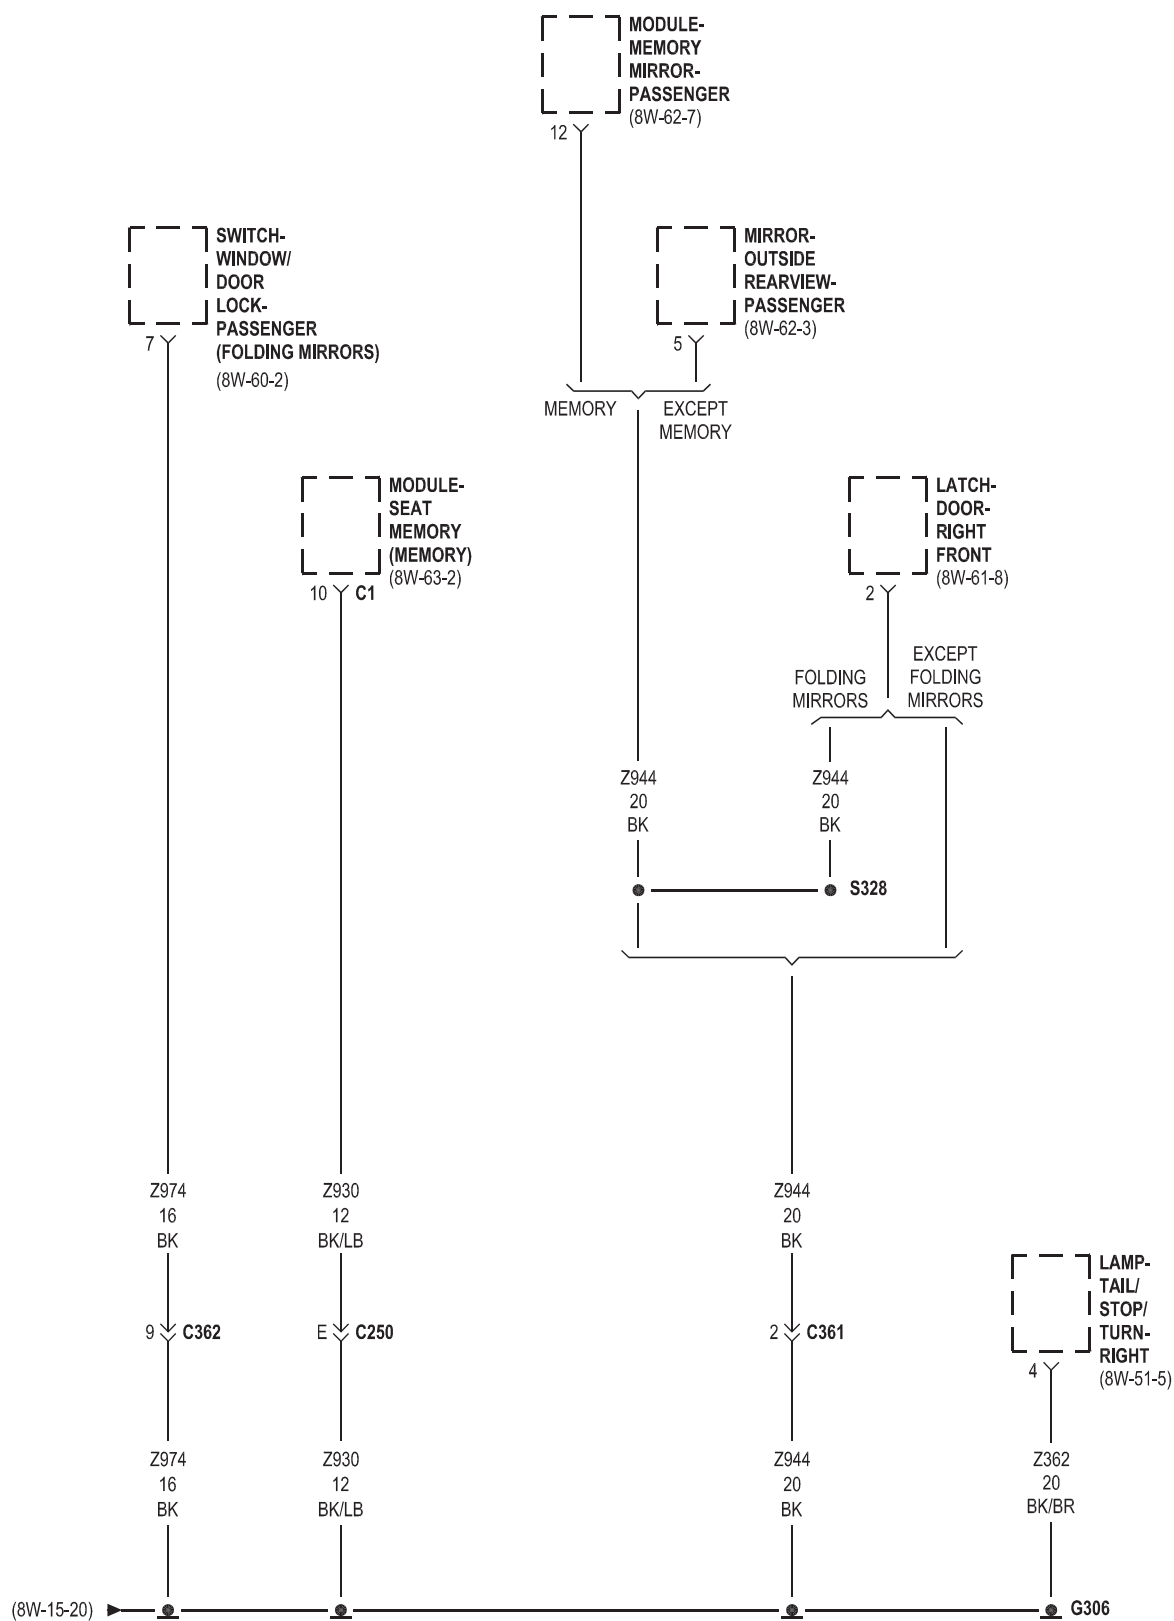 MODULE-
MEMORY
MIRROR-
PASSENGER
(8W-62-7)
12
SWITCH-
WINDOW/
DOOR
LOCK-
PASSENGER
(FOLDING MIRRORS)
(8W-60-2)
7
MIRROR-
OUTSIDE
REARVIEW-
PASSENGER
(8W-62-3)
5
MEMORY
EXCEPT
MEMORY
MODULE-
SEAT
MEMORY
(MEMORY)
(8W-63-2)
10 C1
LATCH-
DOOR-
RIGHT
FRONT
(8W-61-8)
2
FOLDING
MIRRORS
EXCEPT
FOLDING
MIRRORS
Z944
20
BK
Z944
20
BK
S328
Z974
16
BK
Z930
12
BK/LB
Z944
20
BK
LAMP-
TAIL/
STOP/
TURN-
RIGHT
(8W-51-5)
4
9 C362
E C250
2 C361
Z974
16
BK
Z930
12
BK/LB
Z944
20
BK
Z362
20
BK/BR
(8W-15-20)
G306